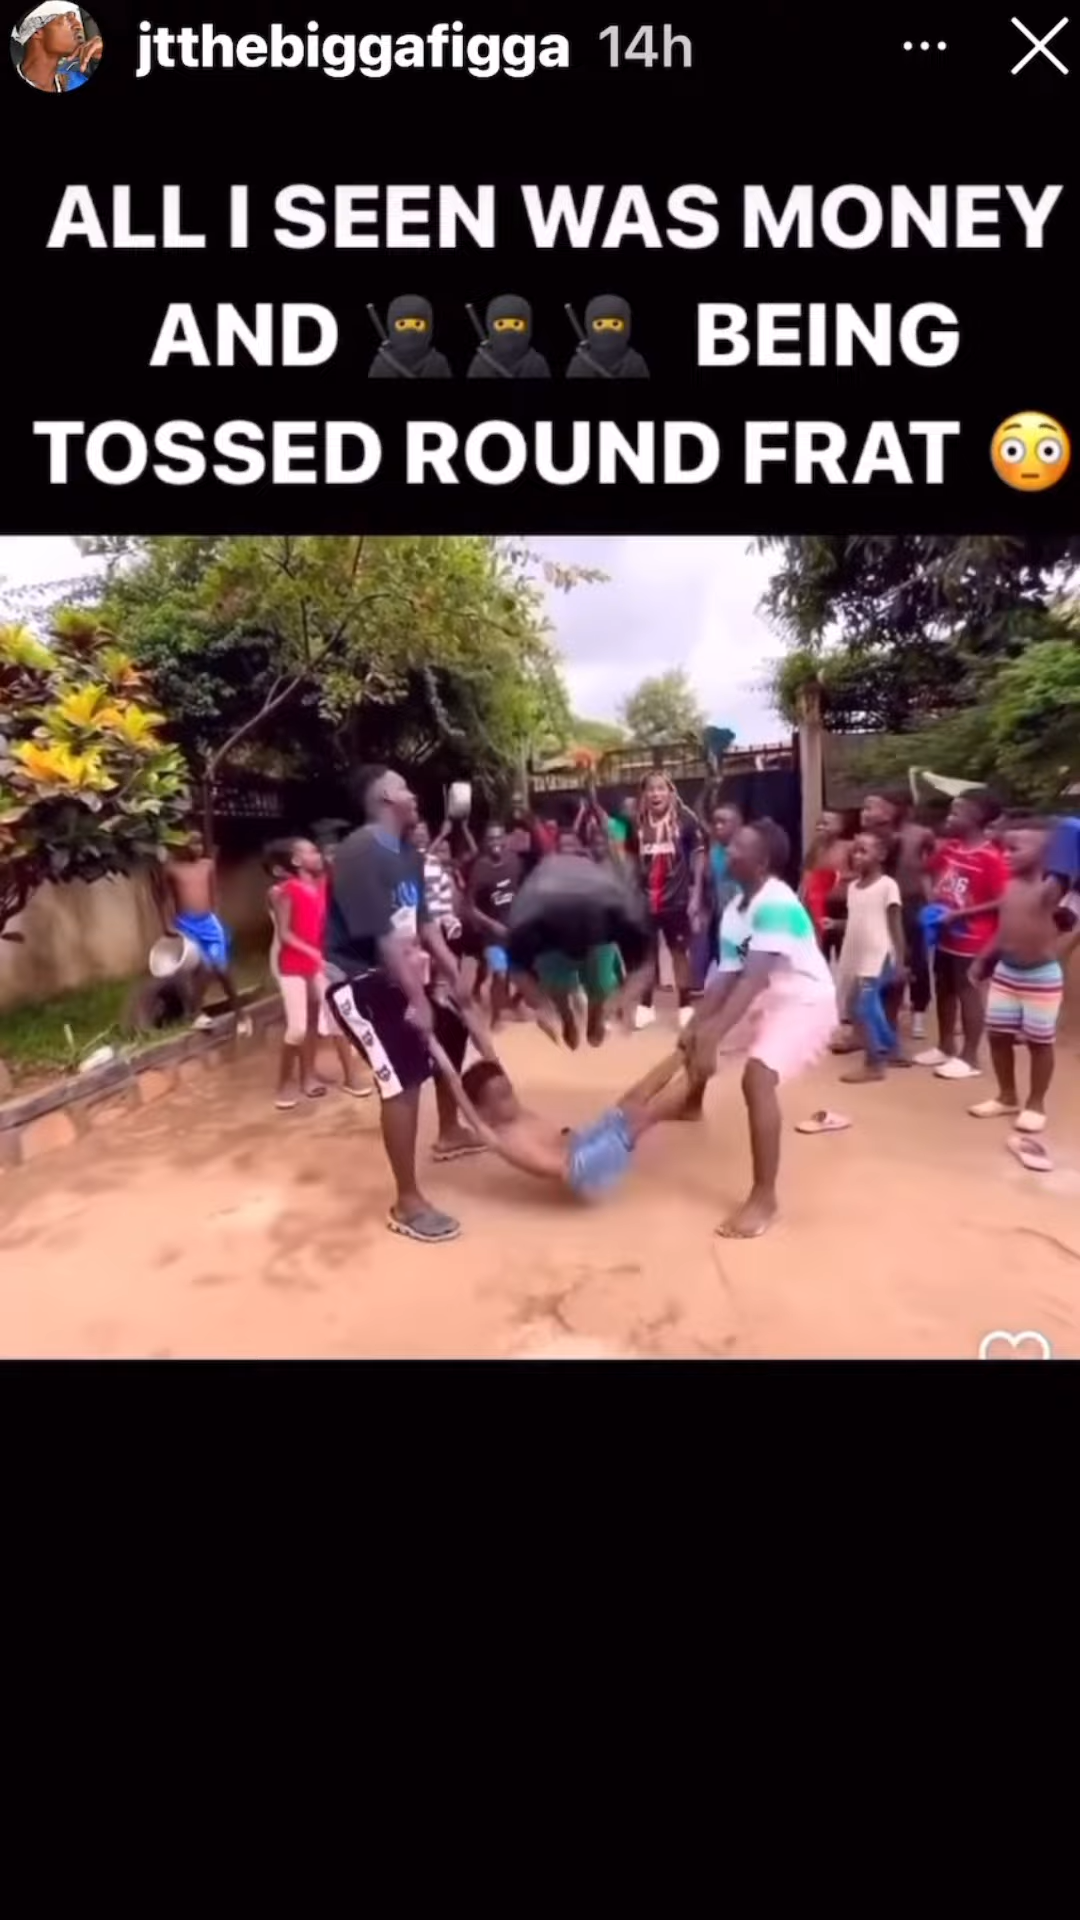 jtthebiggafigga 14h
ALL I SEEN WAS MONEY
AND 🥷🥷🥷 BEING
TOSSED ROUND FRAT 😳